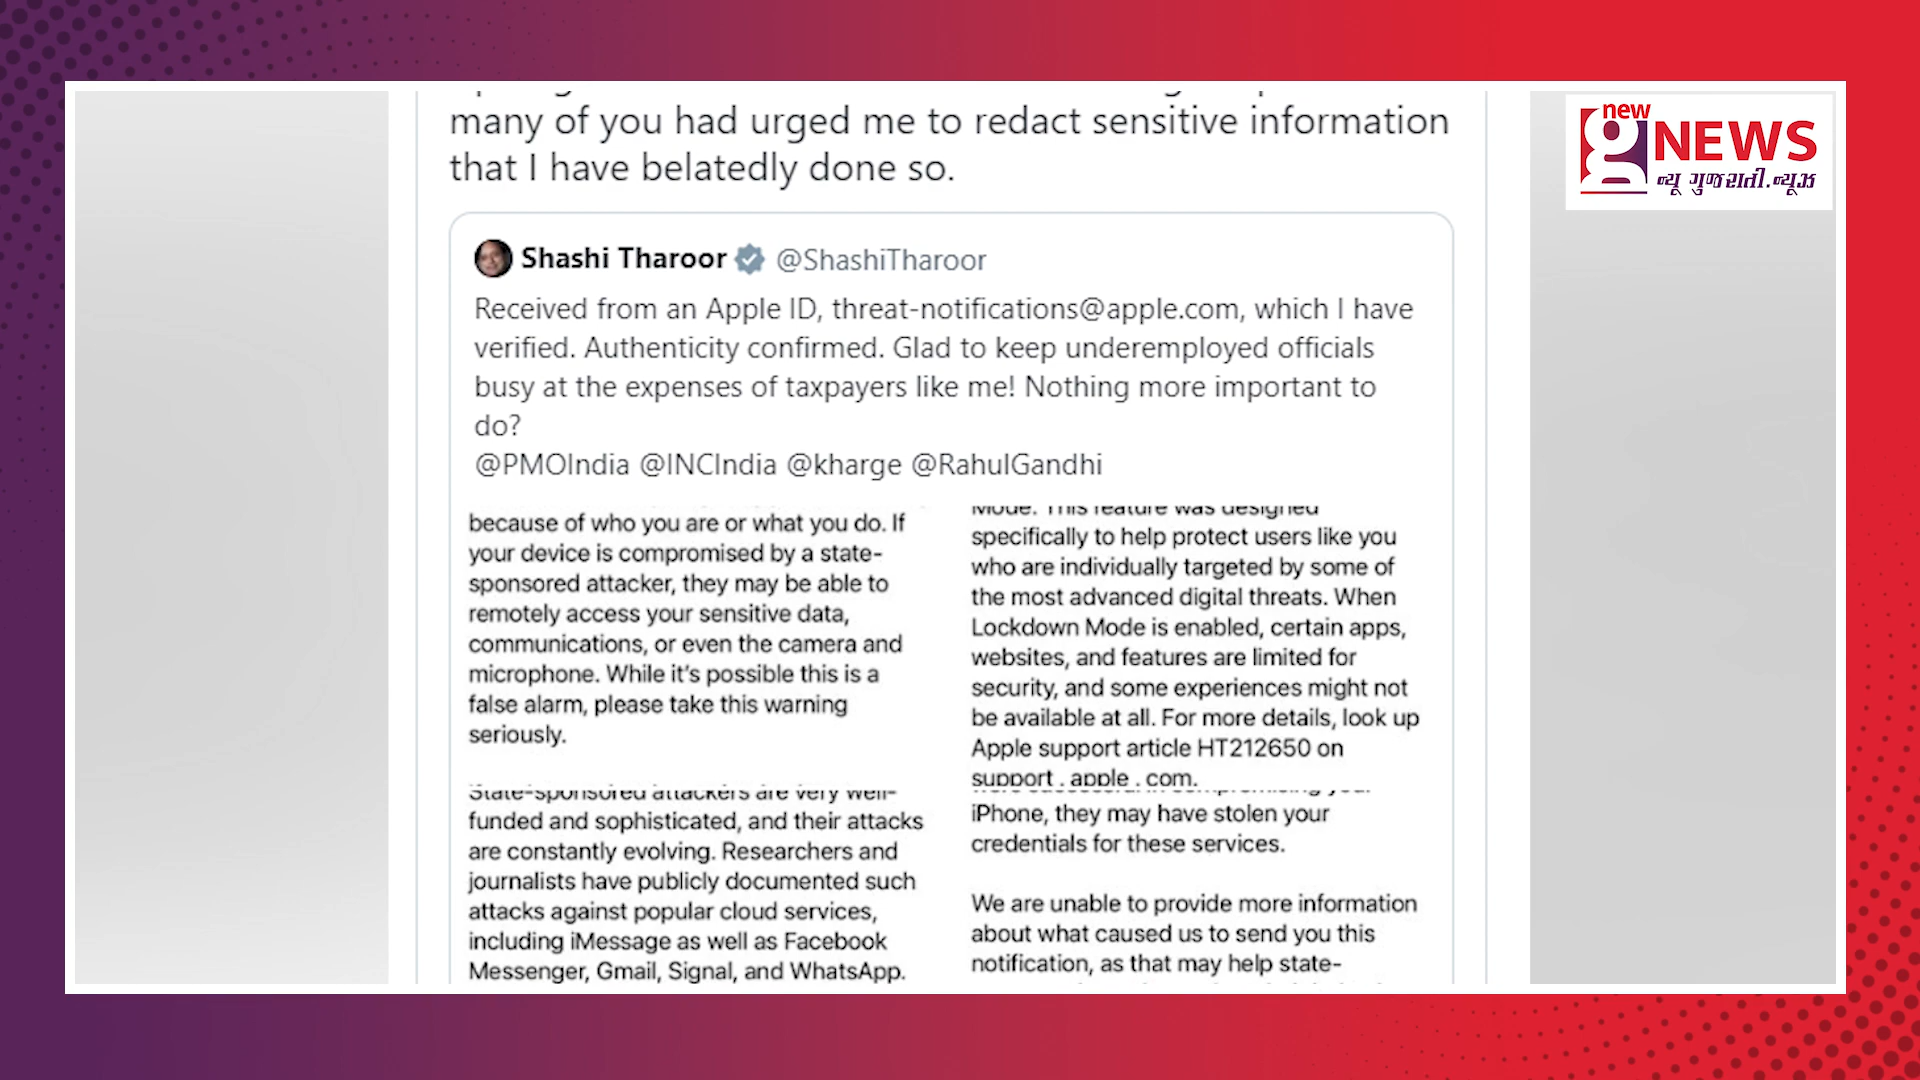 new
g NEWS
ન્યૂ ગુજરાતી.ન્યૂઝ
many of you had urged me to redact sensitive information
that I have belatedly done so.
Shashi Tharoor @ShashiTharoor
Received from an Apple ID, threat-notifications@apple.com, which I have
verified. Authenticity confirmed. Glad to keep underemployed officials
busy at the expenses of taxpayers like me! Nothing more important to
do?
@PMOIndia @INCIndia @kharge @RahulGandhi
because of who you are or what you do. If
your device is compromised by a state-
sponsored attacker, they may be able to
remotely access your sensitive data,
communications, or even the camera and
microphone. While it's possible this is a
false alarm, please take this warning
seriously.
Mode. This feature was designed
specifically to help protect users like you
who are individually targeted by some of
the most advanced digital threats. When
Lockdown Mode is enabled, certain apps,
websites, and features are limited for
security, and some experiences might not
be available at all. For more details, look up
Apple support article HT212650 on
support . apple . com.
State-sponsored attackers are very well-
funded and sophisticated, and their attacks
are constantly evolving. Researchers and
journalists have publicly documented such
attacks against popular cloud services,
including iMessage as well as Facebook
Messenger, Gmail, Signal, and WhatsApp.
iPhone, they may have stolen your
credentials for these services.
We are unable to provide more information
about what caused us to send you this
notification, as that may help state-